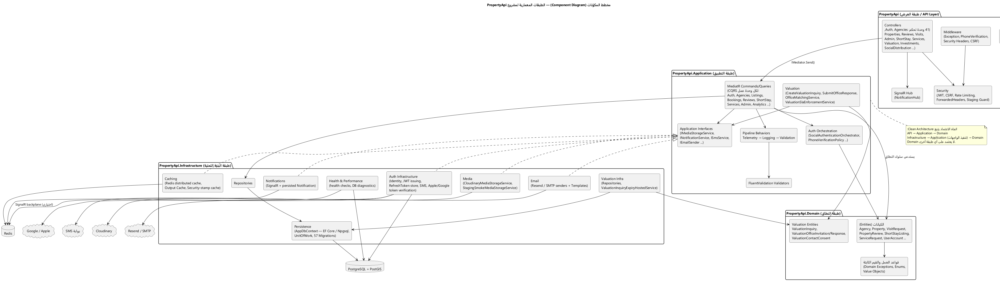 مخطط المكوّنات (Component Diagram) — الطبقات المعمارية لمشروع PropertyApi
PropertyApi (طبقة العرض / API Layer)
Controllers
(41 وحدة تحكم: Auth, Agencies,
Properties, Reviews, Visits,
Admin, ShortStay, Services,
Valuation, Investments,
SocialDistribution ...)
Middleware
(Exception, PhoneVerification,
Security Headers, CSRF)
SignalR Hub
(NotificationHub)
Security
(JWT, CSRF, Rate Limiting,
ForwardedHeaders, Staging Guard)
IMediator.Send()
PropertyApi.Application (طبقة التطبيق)
MediatR Commands/Queries
(CQRS لكل وحدة عمل:
Auth, Agencies, Listings,
Bookings, Reviews, ShortStay,
Services, Admin, Analytics ...)
Valuation
(CreateValuationInquiry, SubmitOfficeResponse,
OfficeMatchingService,
ValuationSlaEnforcementService)
Application Interfaces
(IMediaStorageService,
INotificationService, ISmsService,
IEmailSender ...)
Pipeline Behaviors
Telemetry → Logging → Validation
Auth Orchestration
(SocialAuthenticationOrchestrator,
PhoneVerificationPolicy ...)
FluentValidation Validators
اتجاه الاعتماد يتبع Clean Architecture:
API → Application → Domain
Infrastructure → Application (تنفيذ الواجهات) → Domain
Domain لا يعتمد على أي طبقة أخرى.
يستدعي سلوك النطاق
PropertyApi.Infrastructure (طبقة البنية التحتية)
Caching
(Redis distributed cache,
Output Cache, Security-stamp cache)
Repositories
Notifications
(SignalR + persisted Notification)
Health & Performance
(health checks, DB diagnostics)
Auth Infrastructure
(Identity, JWT issuing,
RefreshToken store, SMS, Apple/Google
token verification)
Media
(CloudinaryMediaStorageService,
StagingSmokeMediaStorageService)
Email
(Resend / SMTP senders + Templates)
Valuation Infra
(Repositories,
ValuationInquiryExpiryHostedService)
Persistence
(AppDbContext — EF Core / Npgsql,
UnitOfWork, 57 Migrations)
SignalR backplane (اختياري)
Redis
Google / Apple
بوابة SMS
Cloudinary
Resend / SMTP
PostgreSQL + PostGIS
PropertyApi.Domain (طبقة النطاق)
Valuation Entities
ValuationInquiry,
ValuationOfficeInvitation/Response,
ValuationContactConsent
الكيانات (Entities)
Agency, Property, VisitRequest,
PropertyReview, ShortStayListing,
ServiceRequest, UserAccount ...
قواعد العمل والقيم الثابتة
(Domain Exceptions, Enums,
Value Objects)